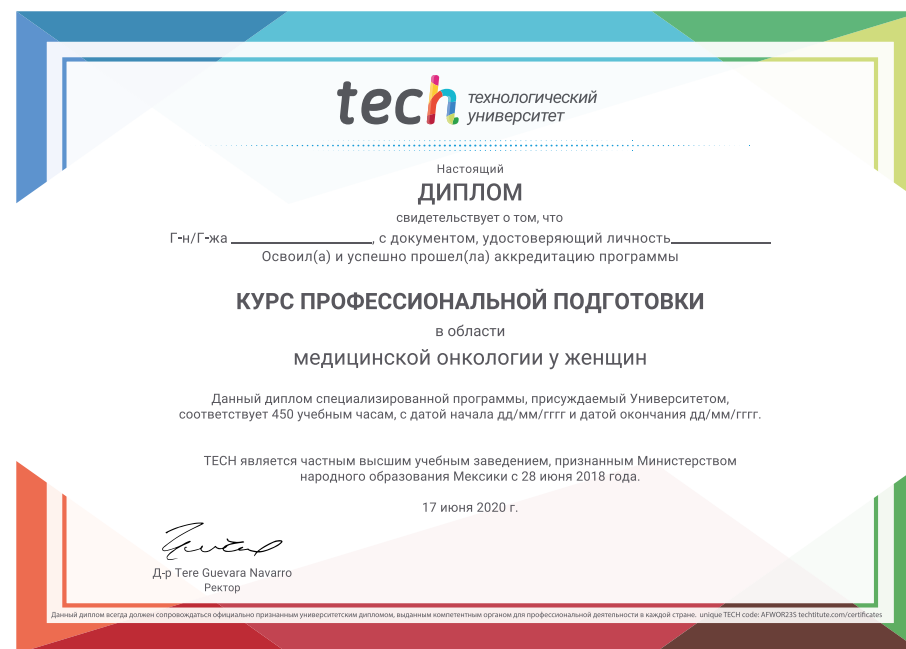 tech технологический
университет
Настоящий
ДИПЛОМ
свидетельствует о том, что
Г-н/Г-жа ____________________, с документом, удостоверяющий личность______________
Освоил(а) и успешно прошел(ла) аккредитацию программы
КУРС ПРОФЕССИОНАЛЬНОЙ ПОДГОТОВКИ
в области
медицинской онкологии у женщин
Данный диплом специализированной программы, присуждаемый Университетом,
соответствует 450 учебным часам, с датой начала дд/мм/гггг и датой окончания дд/мм/гггг.
TECH является частным высшим учебным заведением, признанным Министерством
народного образования Мексики с 28 июня 2018 года.
17 июня 2020 г.
Д-р Tere Guevara Navarro
Ректор
Данный диплом всегда должен сопровождаться официально признанным университетским дипломом, выданным компетентным органом для профессиональной деятельности в каждой стране. unique TECH code: AFWOR23S techtitute.com/certificates